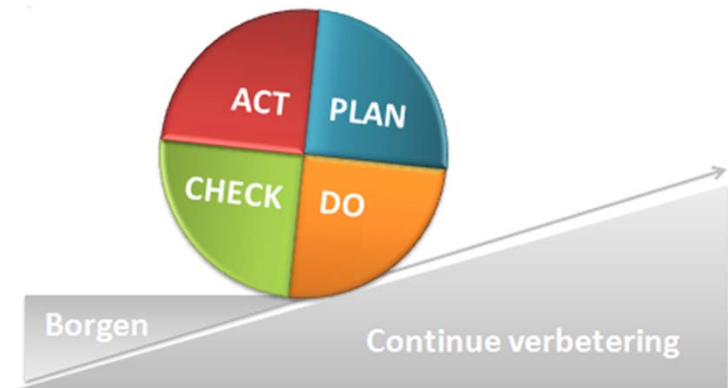 ACT
PLAN
CHECK
DO
Borgen
Continue verbetering